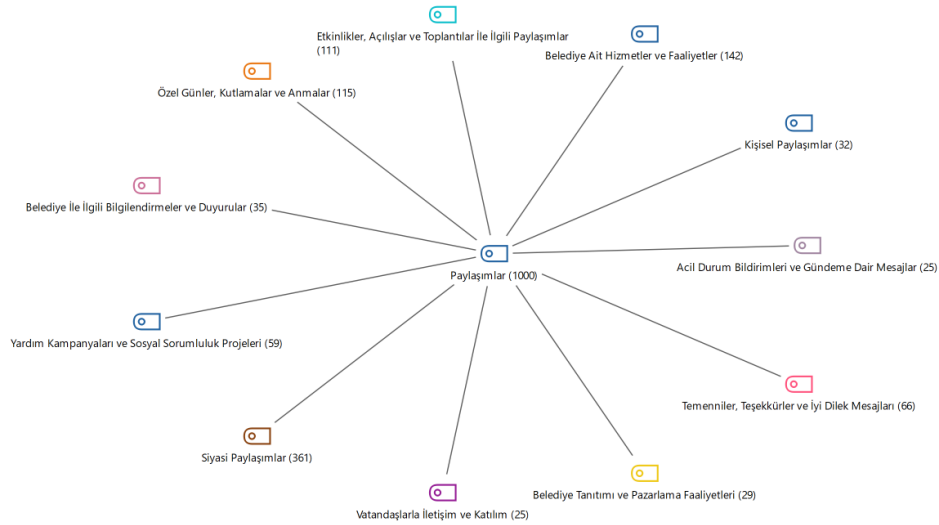 Etkinlikler, Açılışlar ve Toplantılar İle İlgili Paylaşımlar
(111)
Belediye Ait Hizmetler ve Faaliyetler (142)
Özel Günler, Kutlamalar ve Anmalar (115)
Kişisel Paylaşımlar (32)
Belediye İle İlgili Bilgilendirmeler ve Duyurular (35)
Acil Durum Bildirimleri ve Gündeme Dair Mesajlar (25)
Paylaşımlar (1000)
Yardım Kampanyaları ve Sosyal Sorumluluk Projeleri (59)
Temenniler, Teşekkürler ve İyi Dilek Mesajları (66)
Siyasi Paylaşımlar (361)
Belediye Tanıtımı ve Pazarlama Faaliyetleri (29)
Vatandaşlarla İletişim ve Katılım (25)